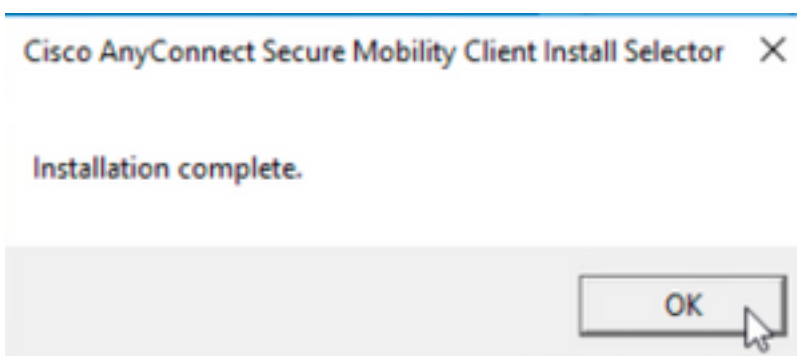 Cisco AnyConnect Secure Mobility Client Install Selector
Installation complete.
OK